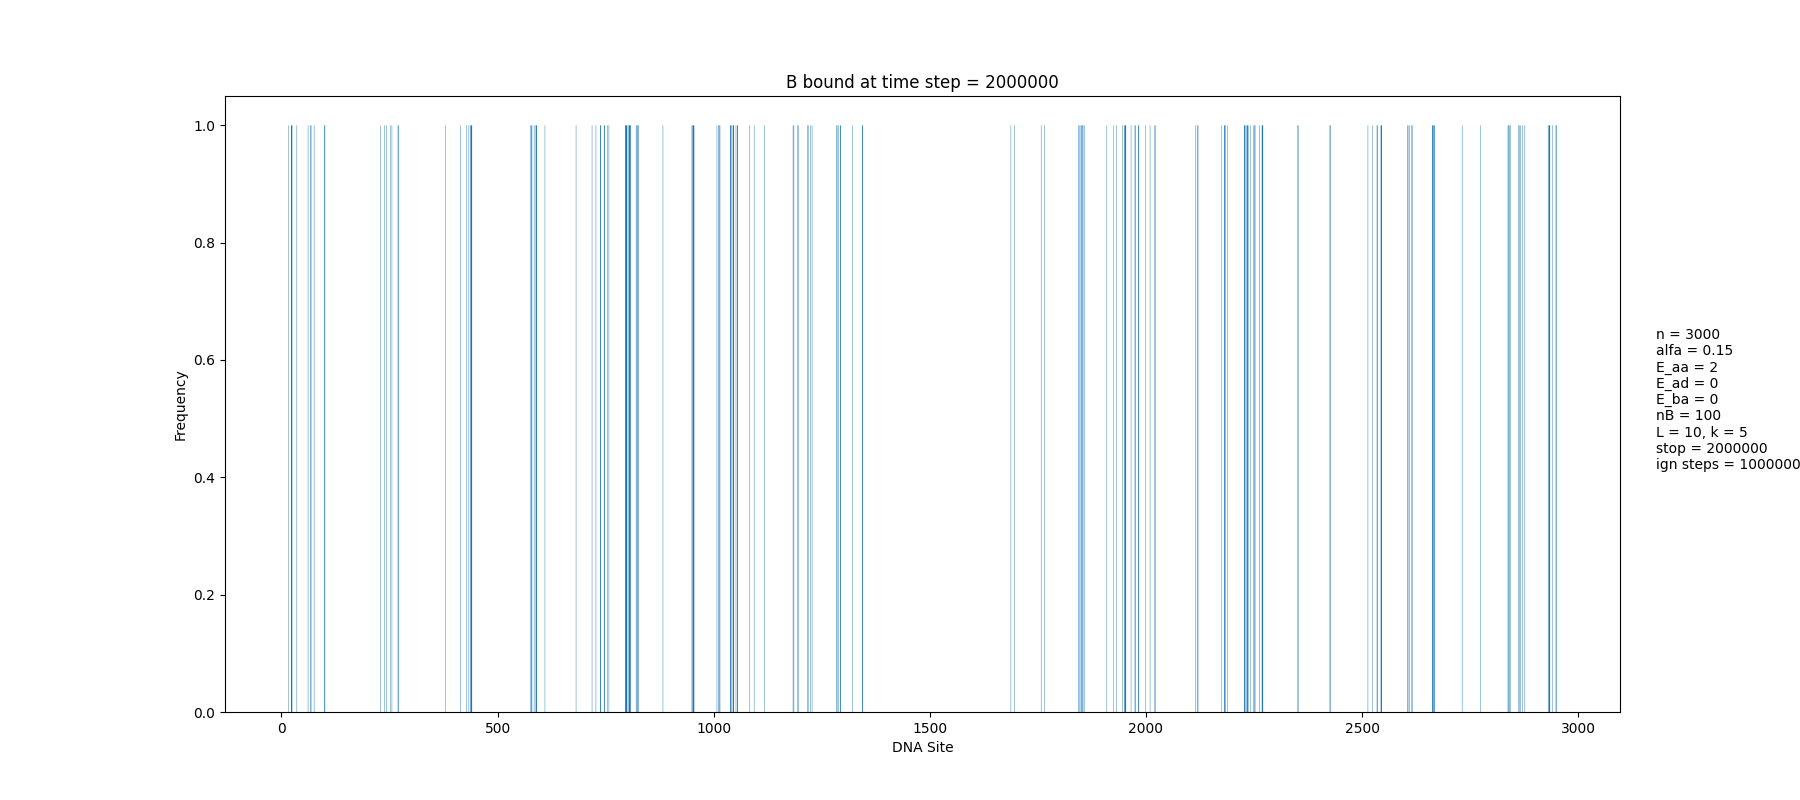 B bound at time step = 2000000
1.0
0.8
0.6
0.4
0.2
0.0
Frequency
0 500 1000 1500 2000 2500 3000
DNA Site
n = 3000
alfa = 0.15
E_aa = 2
E_ad = 0
E_ba = 0
nB = 100
L = 10, k = 5
stop = 2000000
ign steps = 1000000